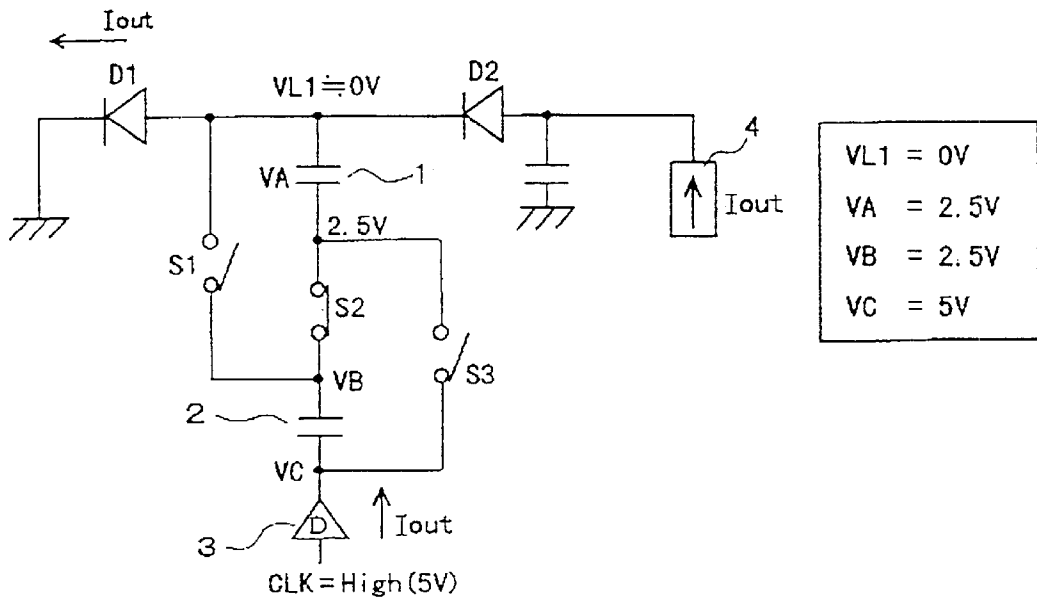 Iout
D1
VL1≒0V
D2
4
VA
1
Iout
2.5V
S1
S2
S3
VB
2
VC
Iout
3
D
CLK=High(5V)
VL1 = 0V
VA = 2.5V
VB = 2.5V
VC = 5V